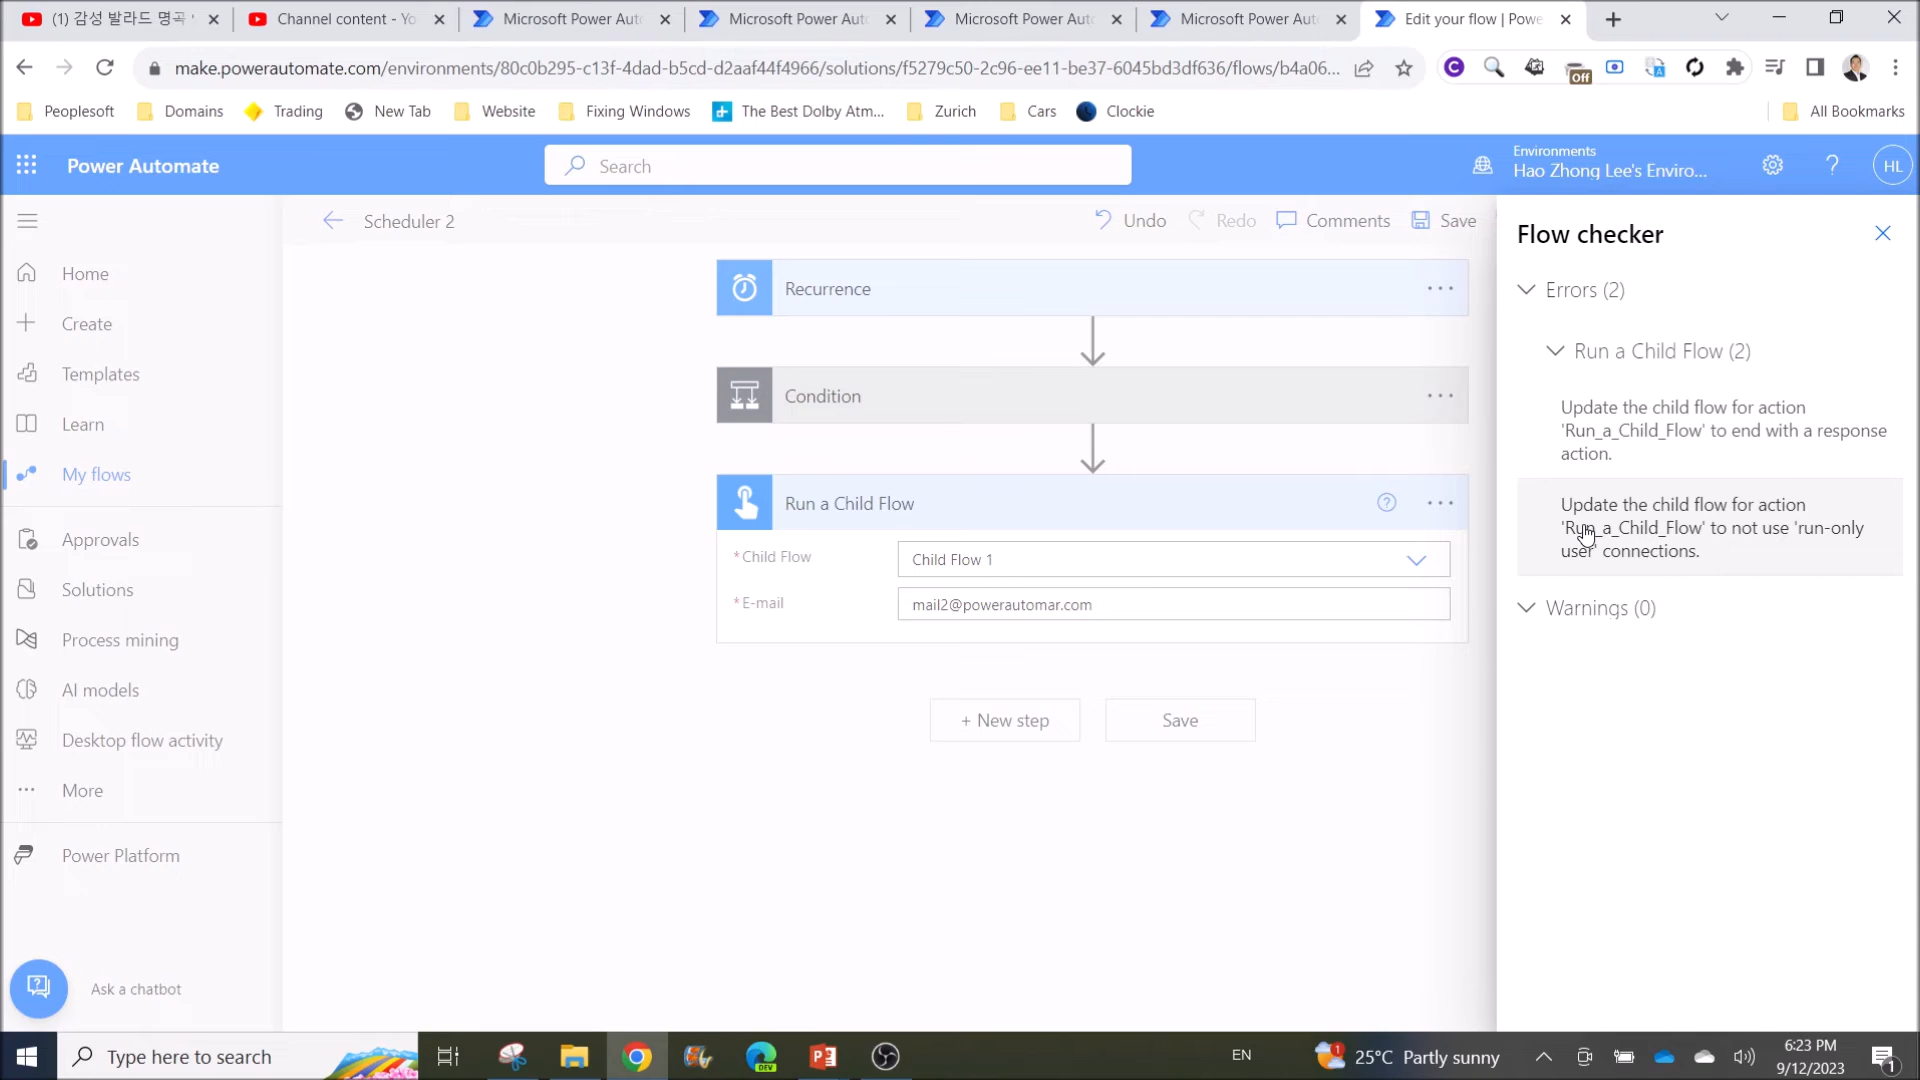 (1) 감성 발라드 명곡
Channel content - Yo
Microsoft Power Aut
Microsoft Power Aut
Microsoft Power Aut
Microsoft Power Aut
Edit your flow | Powe
make.powerautomate.com/environments/80c0b295-c13f-4dad-b5cd-d2aaf44f4966/solutions/f5279c50-2c96-ee11-be37-6045bd3df636/flows/b4a06...
Off
Peoplesoft
Domains
Trading
New Tab
Website
Fixing Windows
The Best Dolby Atm...
Zurich
Cars
Clockie
All Bookmarks
Power Automate
Search
Environments
Hao Zhong Lee's Enviro...
HL
Scheduler 2
Undo
Redo
Comments
Save
Home
Create
Templates
Learn
My flows
Approvals
Solutions
Process mining
AI models
Desktop flow activity
More
Power Platform
Ask a chatbot
Recurrence
Condition
Run a Child Flow
*Child Flow
Child Flow 1
*E-mail
mail2@powerautomar.com
+ New step
Save
Flow checker
Errors (2)
Run a Child Flow (2)
Update the child flow for action
'Run_a_Child_Flow' to end with a response
action.
Update the child flow for action
'Run_a_Child_Flow' to not use 'run-only
user' connections.
Warnings (0)
Type here to search
DEV
EN
1
25°C Partly sunny
6:23 PM
9/12/2023
1